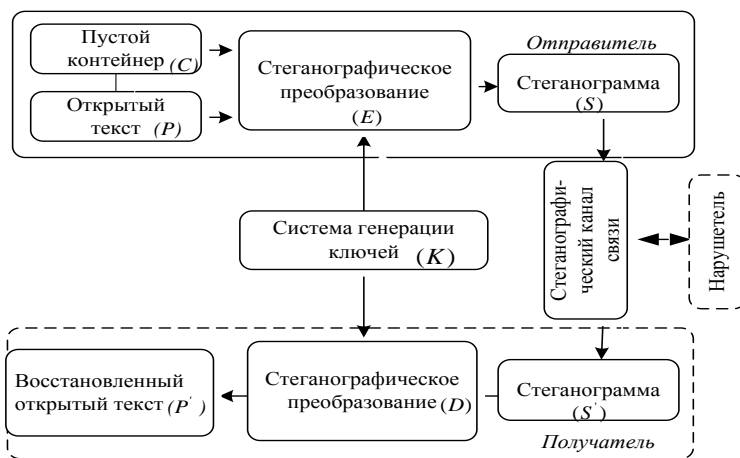 Пустой
контейнер (C)
Открытый
текст (P)
Стеганографическое
преобразование
(E)
Отправитель
Стеганограмма
(S)
Стеганографи-
ческий канал
связи
Нарушетель
Система генерации
ключей (K)
Восстановленный
открытый текст (P')
Стеганографическое
преобразование (D)
Стеганограмма
(S')
Получатель